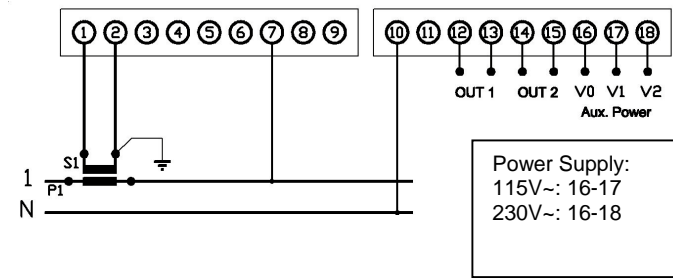 1 2 3 4 5 6 7 8 9 10 11 12 13 14 15 16 17 18
OUT 1 OUT 2 V0 V1 V2
Aux. Power
S1
1 P1
N
Power Supply:
115V~: 16-17
230V~: 16-18